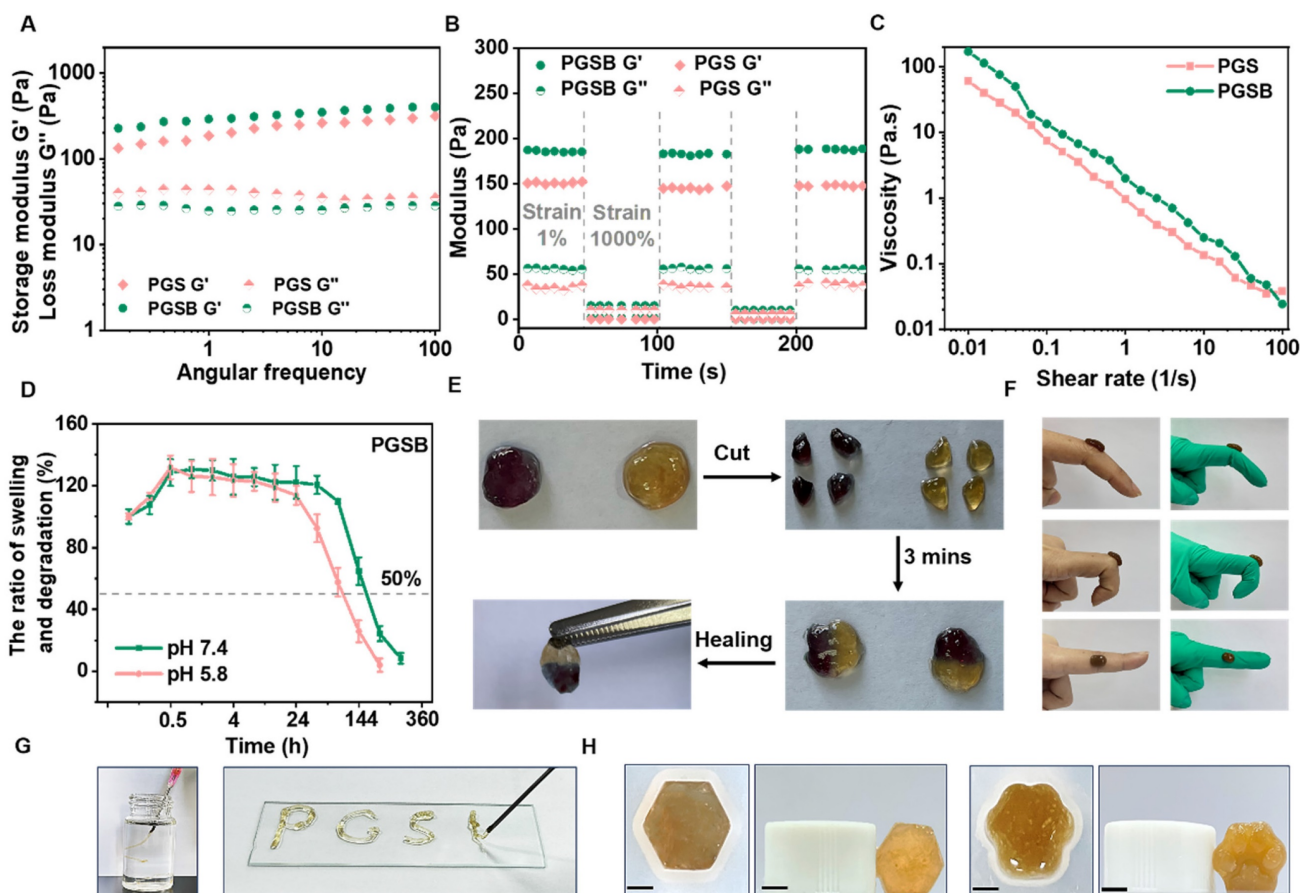 A
Storage modulus G' (Pa)
Loss modulus G'' (Pa)
1000
100
10
1
PGS G'
PGS G''
PGSB G'
PGSB G''
1
10
100
Angular frequency
B
Modulus (Pa)
300
250
200
150
100
50
0
PGSB G'
PGS G'
PGSB G''
PGS G''
Strain
1%
Strain
1000%
0
100
200
Time (s)
C
Viscosity (Pa.s)
100
10
1
0.1
0.01
PGS
PGSB
0.01
0.1
1
10
100
Shear rate (1/s)
D
The ratio of swelling
and degradation (%)
160
120
80
40
0
PGSB
50%
pH 7.4
pH 5.8
0.5
4
24
144
360
Time (h)
E
Cut
3 mins
Healing
F
G
P G S
H